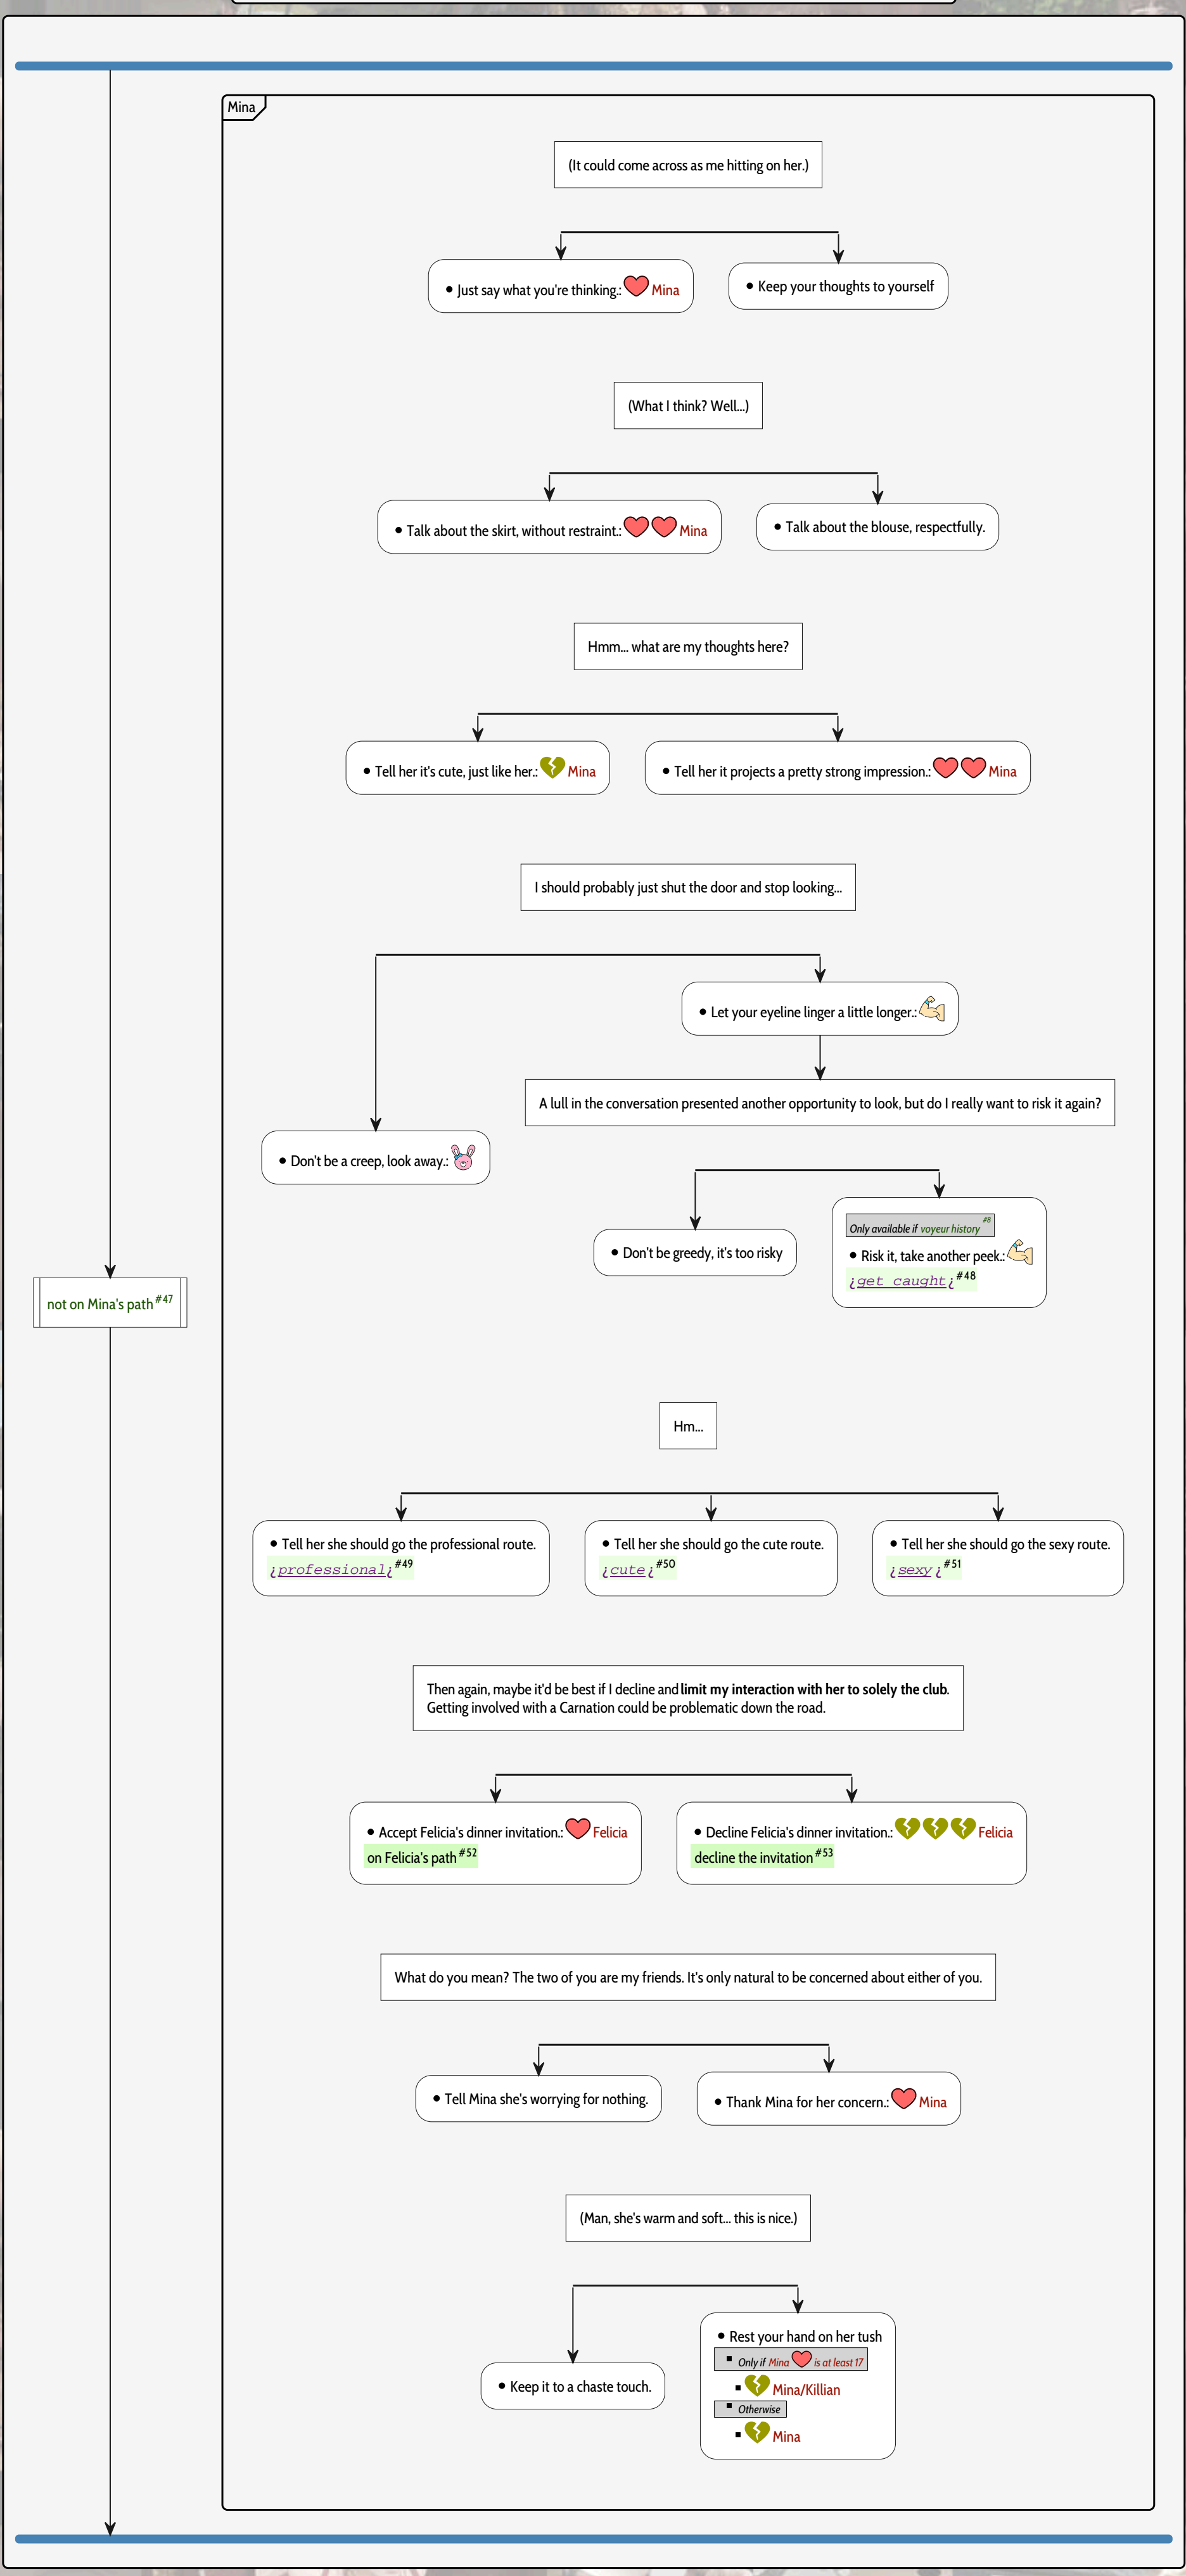 Mina
(It could come across as me hitting on her.)
• Just say what you're thinking.: Mina
• Keep your thoughts to yourself
(What I think? Well...)
• Talk about the skirt, without restraint.: Mina
• Talk about the blouse, respectfully.
Hmm... what are my thoughts here?
• Tell her it's cute, just like her.: Mina
• Tell her it projects a pretty strong impression.: Mina
I should probably just shut the door and stop looking...
• Let your eyeline linger a little longer.:
A lull in the conversation presented another opportunity to look, but do I really want to risk it again?
• Don't be a creep, look away.:
• Don't be greedy, it's too risky
Only available if voyeur history #8
• Risk it, take another peek.:
¿get caught¿ #48
not on Mina's path #47
Hm...
• Tell her she should go the professional route.
¿professional¿ #49
• Tell her she should go the cute route.
¿cute¿ #50
• Tell her she should go the sexy route.
¿sexy¿ #51
Then again, maybe it'd be best if I decline and limit my interaction with her to solely the club.
Getting involved with a Carnation could be problematic down the road.
• Accept Felicia's dinner invitation.: Felicia
on Felicia's path #52
• Decline Felicia's dinner invitation.: Felicia
decline the invitation #53
What do you mean? The two of you are my friends. It's only natural to be concerned about either of you.
• Tell Mina she's worrying for nothing.
• Thank Mina for her concern.: Mina
(Man, she's warm and soft... this is nice.)
• Keep it to a chaste touch.
• Rest your hand on her tush
▪ Only if Mina is at least 17
▪ Mina/Killian
▪ Otherwise
▪ Mina